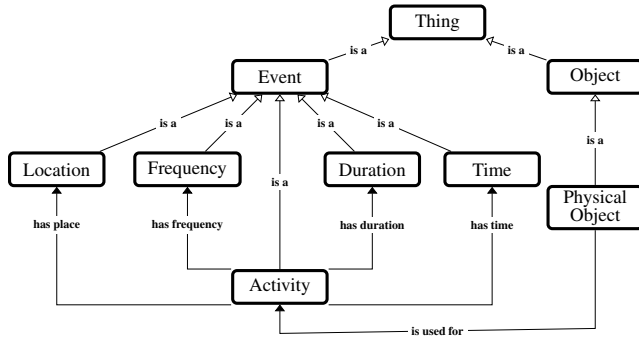 Thing
is a
is a
Event
Object
is a
is a
is a
is a
is a
Location
Frequency
Duration
Time
is a
Physical
Object
has place
has frequency
has duration
has time
Activity
is used for